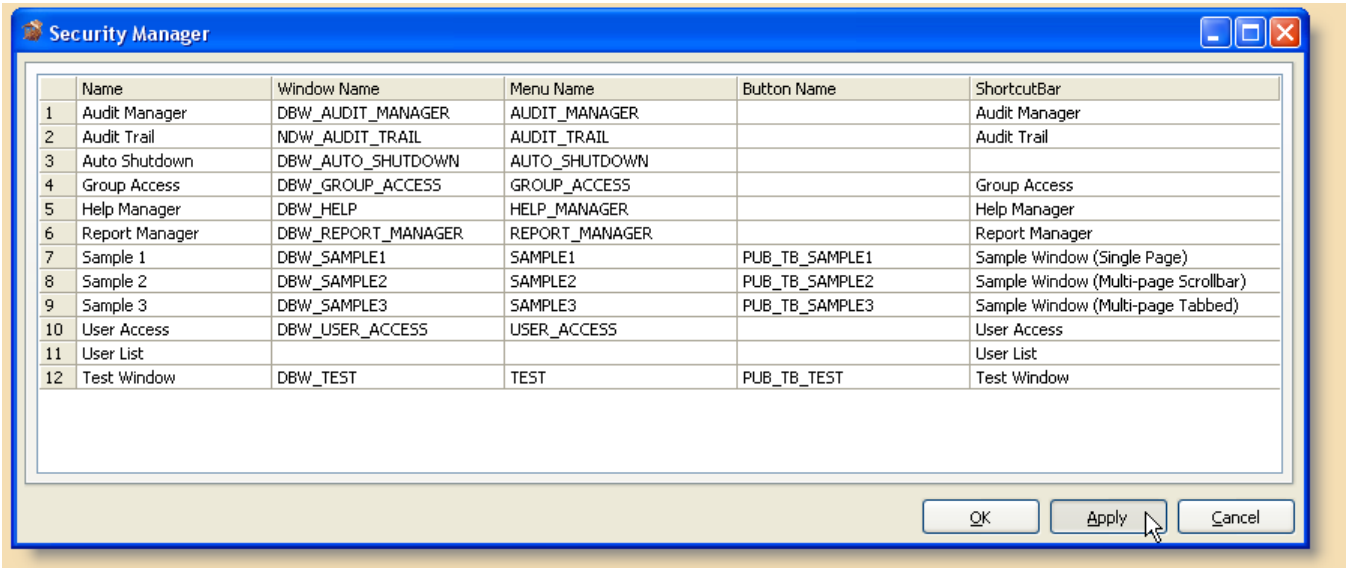 Security Manager
Name Window Name Menu Name Button Name ShortcutBar
1 Audit Manager DBW_AUDIT_MANAGER AUDIT_MANAGER Audit Manager
2 Audit Trail NDW_AUDIT_TRAIL AUDIT_TRAIL Audit Trail
3 Auto Shutdown DBW_AUTO_SHUTDOWN AUTO_SHUTDOWN
4 Group Access DBW_GROUP_ACCESS GROUP_ACCESS Group Access
5 Help Manager DBW_HELP HELP_MANAGER Help Manager
6 Report Manager DBW_REPORT_MANAGER REPORT_MANAGER Report Manager
7 Sample 1 DBW_SAMPLE1 SAMPLE1 PUB_TB_SAMPLE1 Sample Window (Single Page)
8 Sample 2 DBW_SAMPLE2 SAMPLE2 PUB_TB_SAMPLE2 Sample Window (Multi-page Scrollbar)
9 Sample 3 DBW_SAMPLE3 SAMPLE3 PUB_TB_SAMPLE3 Sample Window (Multi-page Tabbed)
10 User Access DBW_USER_ACCESS USER_ACCESS User Access
11 User List User List
12 Test Window DBW_TEST TEST PUB_TB_TEST Test Window
OK Apply Cancel